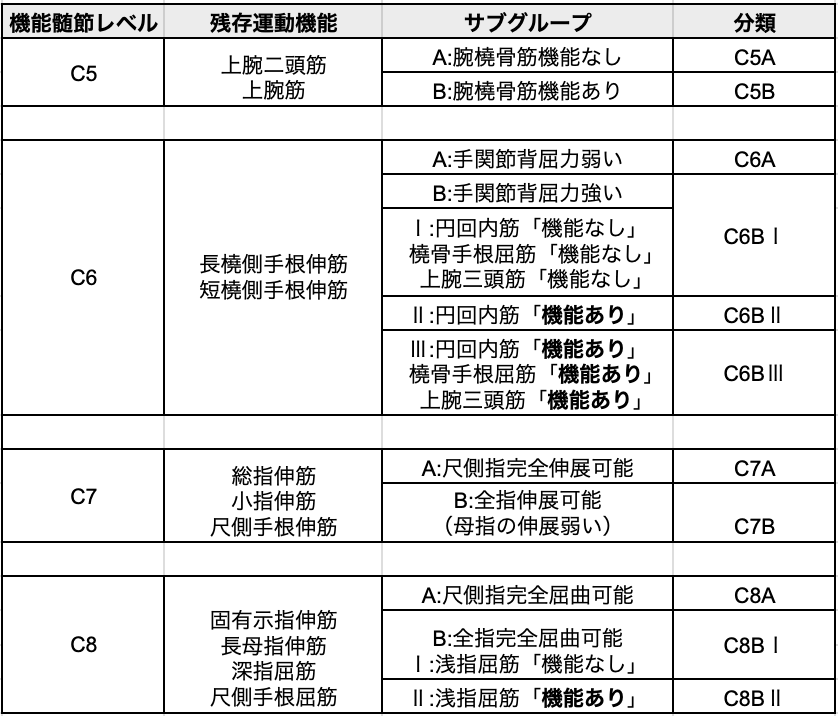 機能髄節レベル 残存運動機能 サブグループ 分類
C5
上腕二頭筋
上腕筋
A:腕橈骨筋機能なし C5A
B:腕橈骨筋機能あり C5B
C6
長橈側手根伸筋
短橈側手根伸筋
A:手関節背屈力弱い C6A
B:手関節背屈力強い
Ⅰ:円回内筋「機能なし」
橈骨手根屈筋「機能なし」
上腕三頭筋「機能なし」
C6BⅠ
Ⅱ:円回内筋「機能あり」 C6BⅡ
Ⅲ:円回内筋「機能あり」
橈骨手根屈筋「機能あり」
上腕三頭筋「機能あり」
C6BⅢ
C7
総指伸筋
小指伸筋
尺側手根伸筋
A:尺側指完全伸展可能 C7A
B:全指伸展可能
（母指の伸展弱い）
C7B
C8
固有示指伸筋
長母指伸筋
深指屈筋
尺側手根屈筋
A:尺側指完全屈曲可能 C8A
B:全指完全屈曲可能
Ⅰ:浅指屈筋「機能なし」
C8BⅠ
Ⅱ:浅指屈筋「機能あり」 C8BⅡ